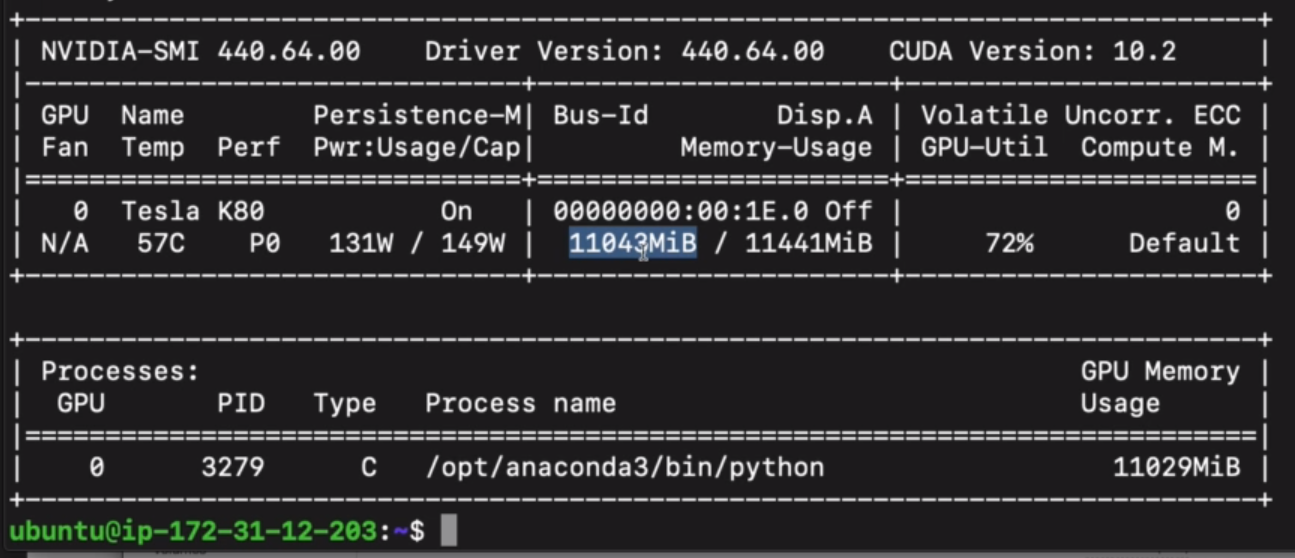 +-----------------------------------------------------------------------------+
| NVIDIA-SMI 440.64.00    Driver Version: 440.64.00    CUDA Version: 10.2     |
|-------------------------------+----------------------+----------------------+
| GPU  Name        Persistence-M| Bus-Id        Disp.A | Volatile Uncorr. ECC |
| Fan  Temp  Perf  Pwr:Usage/Cap|         Memory-Usage | GPU-Util  Compute M. |
|===============================+======================+======================|
|   0  Tesla K80           On   | 00000000:00:1E.0 Off |                    0 |
| N/A   57C    P0   131W / 149W |  11043MiB / 11441MiB |     72%      Default |
+-------------------------------+----------------------+----------------------+
+-----------------------------------------------------------------------------+
| Processes:                                                       GPU Memory |
|  GPU       PID   Type   Process name                             Usage      |
|=============================================================================|
|    0      3279      C   /opt/anaconda3/bin/python                  11029MiB |
+-----------------------------------------------------------------------------+
ubuntu@ip-172-31-12-203:~$